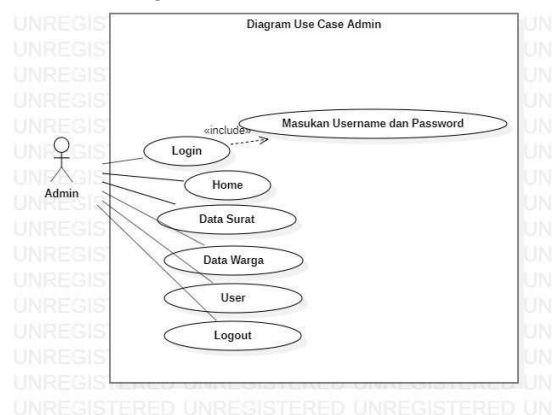 Diagram Use Case Admin
«include»
Masukan Username dan Password
Login
Home
Admin
Data Surat
Data Warga
User
Logout
UNREGISTERED UNREGISTERED UNREGISTERED UN